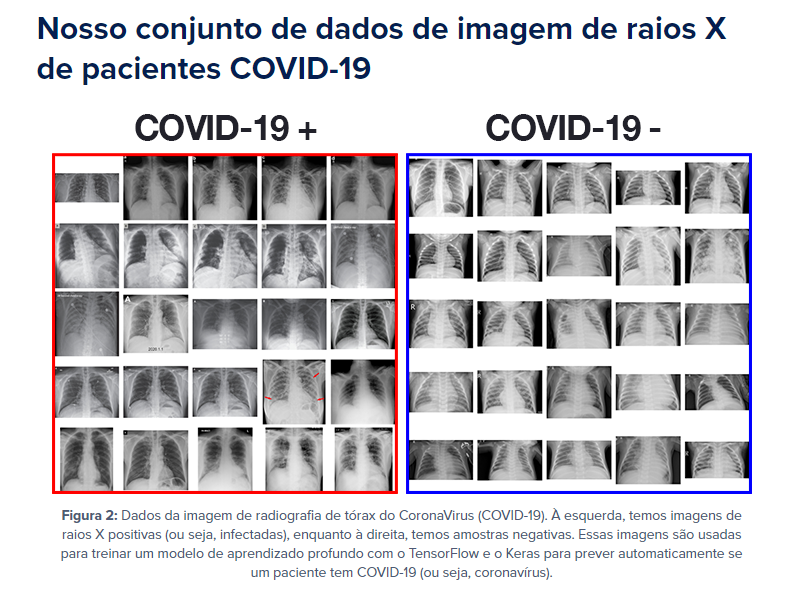 Nosso conjunto de dados de imagem de raios X
de pacientes COVID-19
COVID-19 +
COVID-19 -
A
R
R
Figura 2: Dados da imagem de radiografia de tórax do CoronaVirus (COVID-19). À esquerda, temos imagens de
raios X positivas (ou seja, infectadas), enquanto à direita, temos amostras negativas. Essas imagens são usadas
para treinar um modelo de aprendizado profundo com o TensorFlow e o Keras para prever automaticamente se
um paciente tem COVID-19 (ou seja, coronavírus).